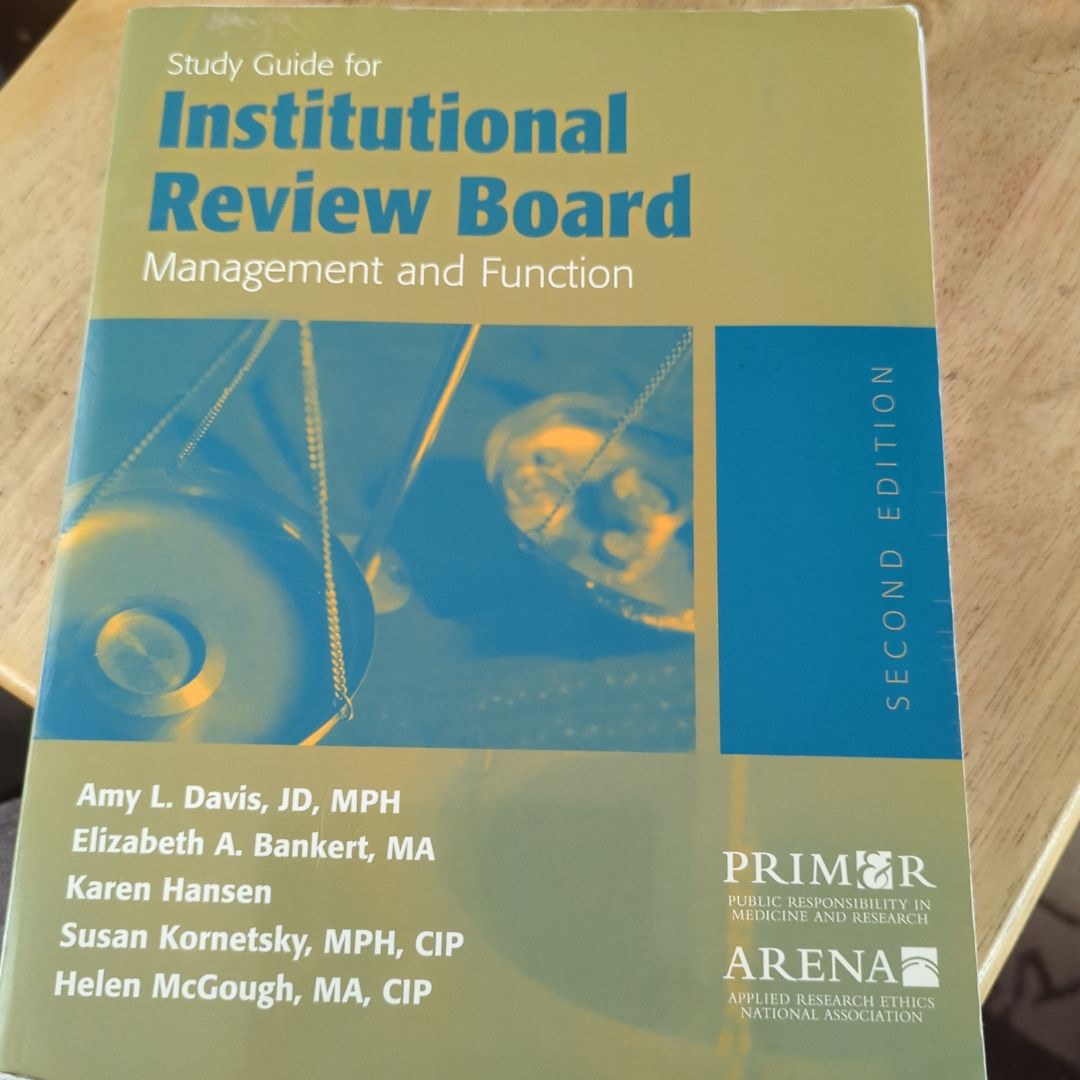 Study Guide for
Institutional
Review Board
Management and Function
SECOND EDITION
Amy L. Davis, JD, MPH
Elizabeth A. Bankert, MA
Karen Hansen
Susan Kornetsky, MPH, CIP
Helen McGough, MA, CIP
PRIM&R
PUBLIC RESPONSIBILITY IN
MEDICINE AND RESEARCH
ARENA
APPLIED RESEARCH ETHICS
NATIONAL ASSOCIATION